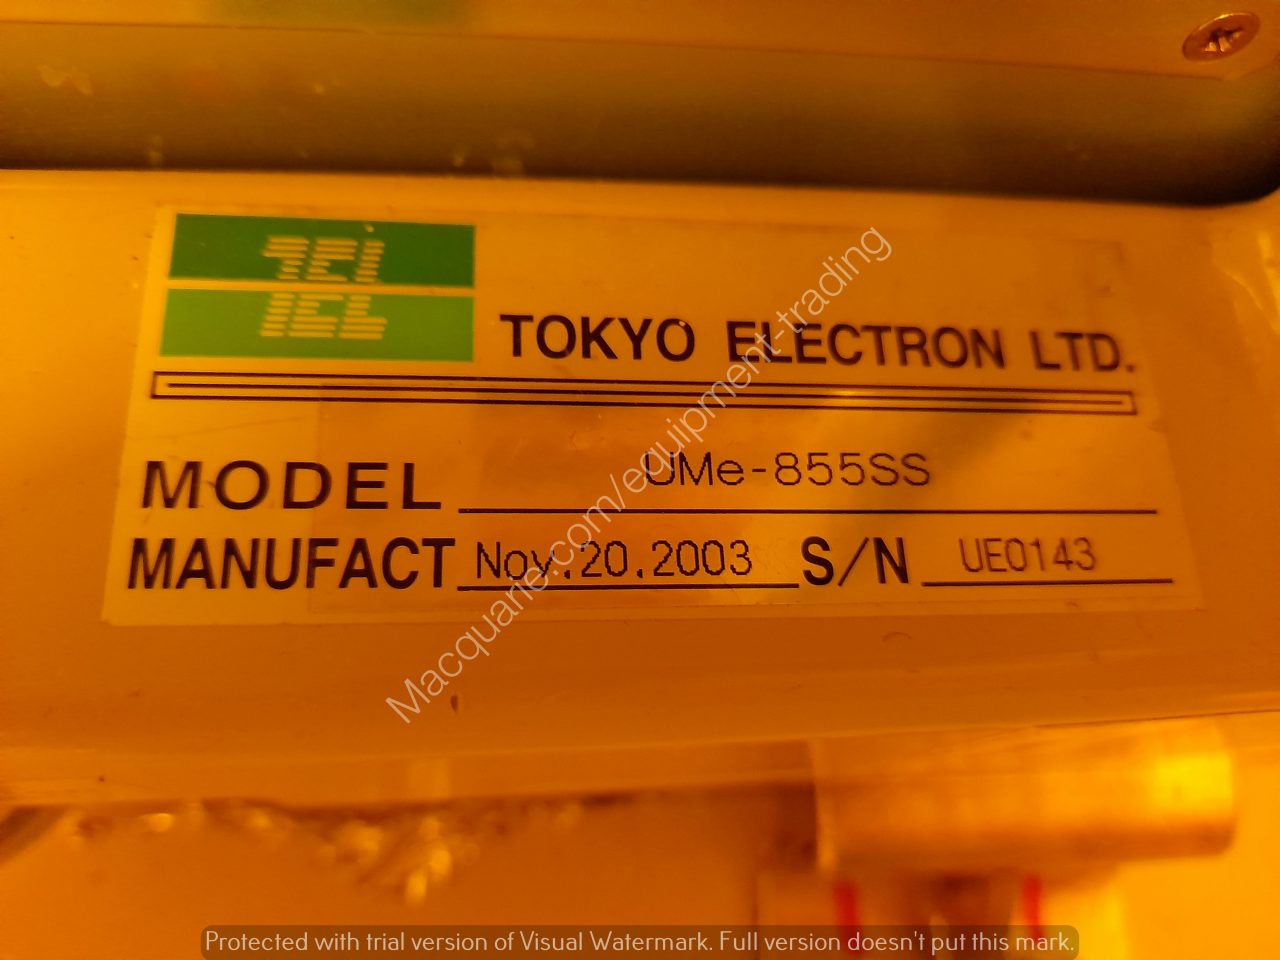 TEL
TOKYO ELECTRON LTD.
MODEL UMe-855SS
MANUFACT Nov.20.2003 S/N UE0143
Macquarie.com/equipment-trading
Protected with trial version of Visual Watermark. Full version doesn't put this mark.